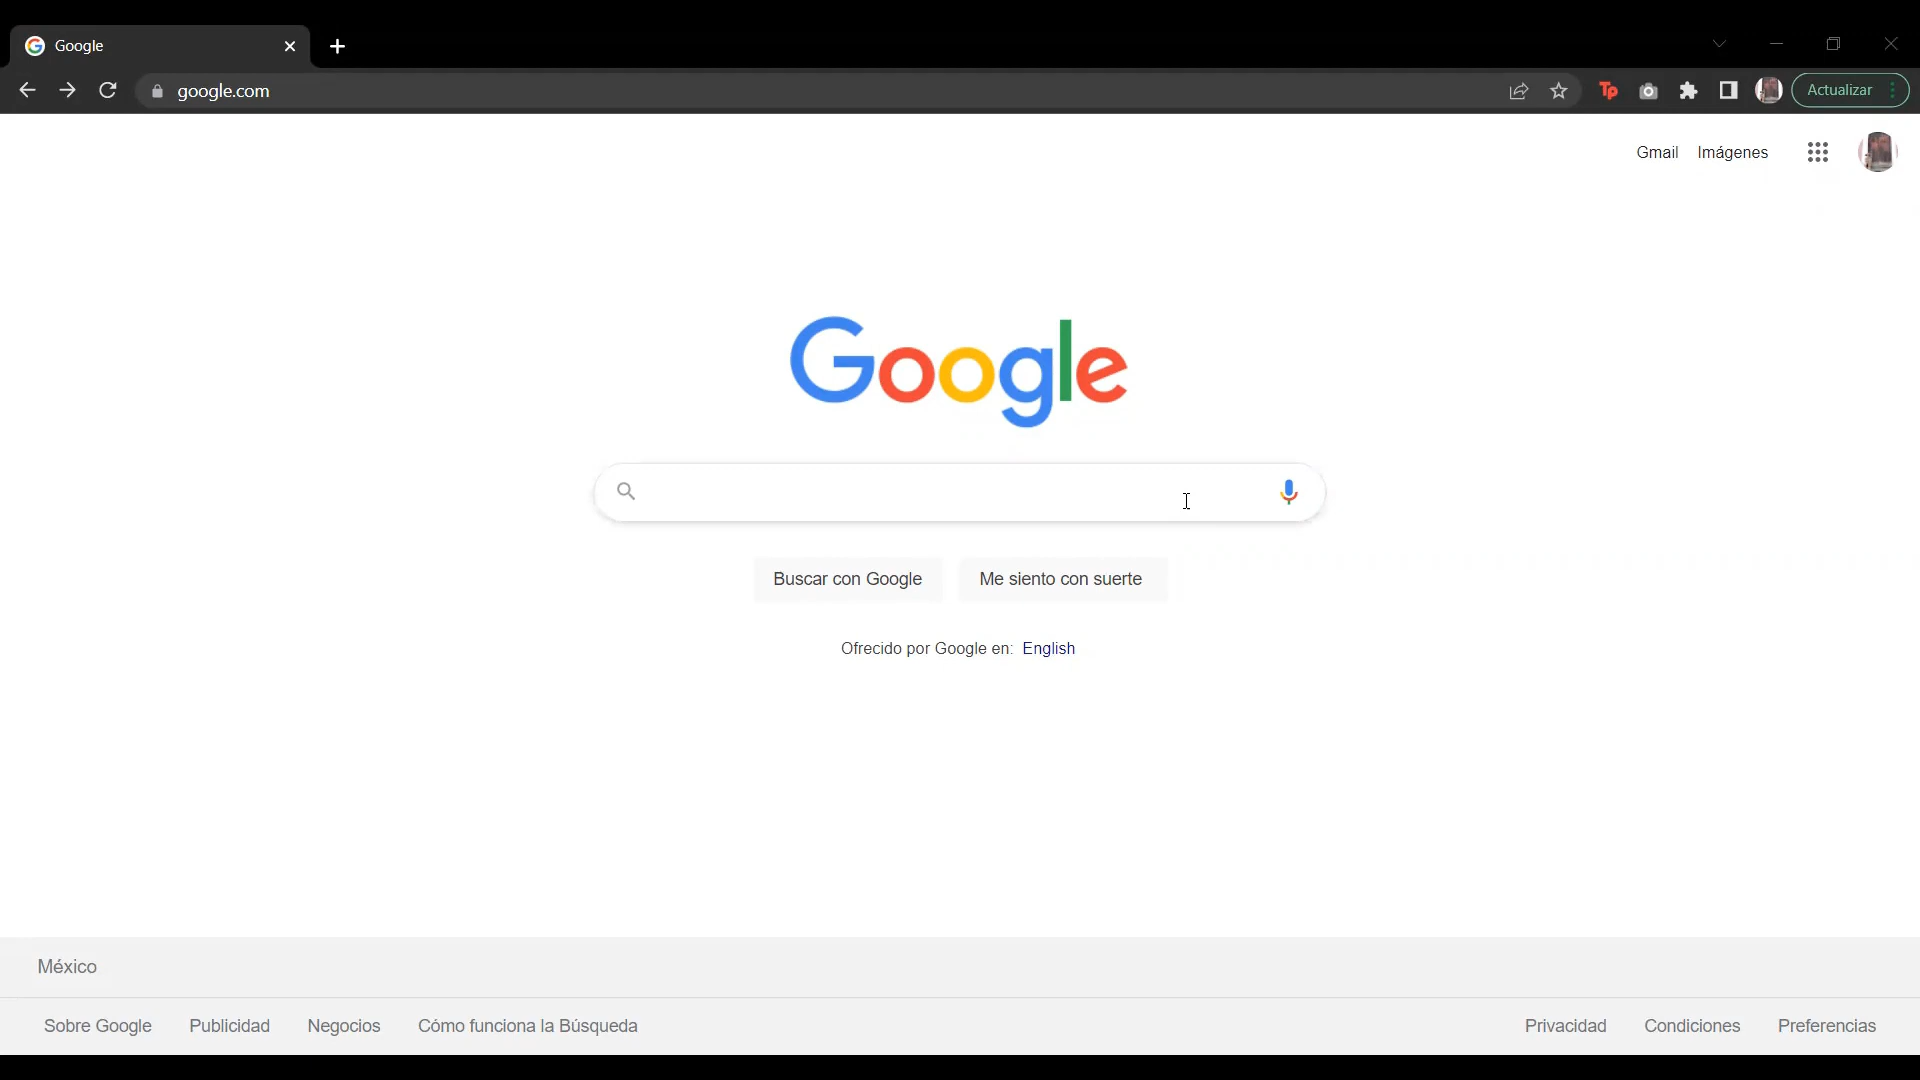 Google
google.com
Tp
Actualizar
Gmail Imágenes
Google
Buscar con Google Me siento con suerte
Ofrecido por Google en: English
México
Sobre Google Publicidad Negocios Cómo funciona la Búsqueda Privacidad Condiciones Preferencias